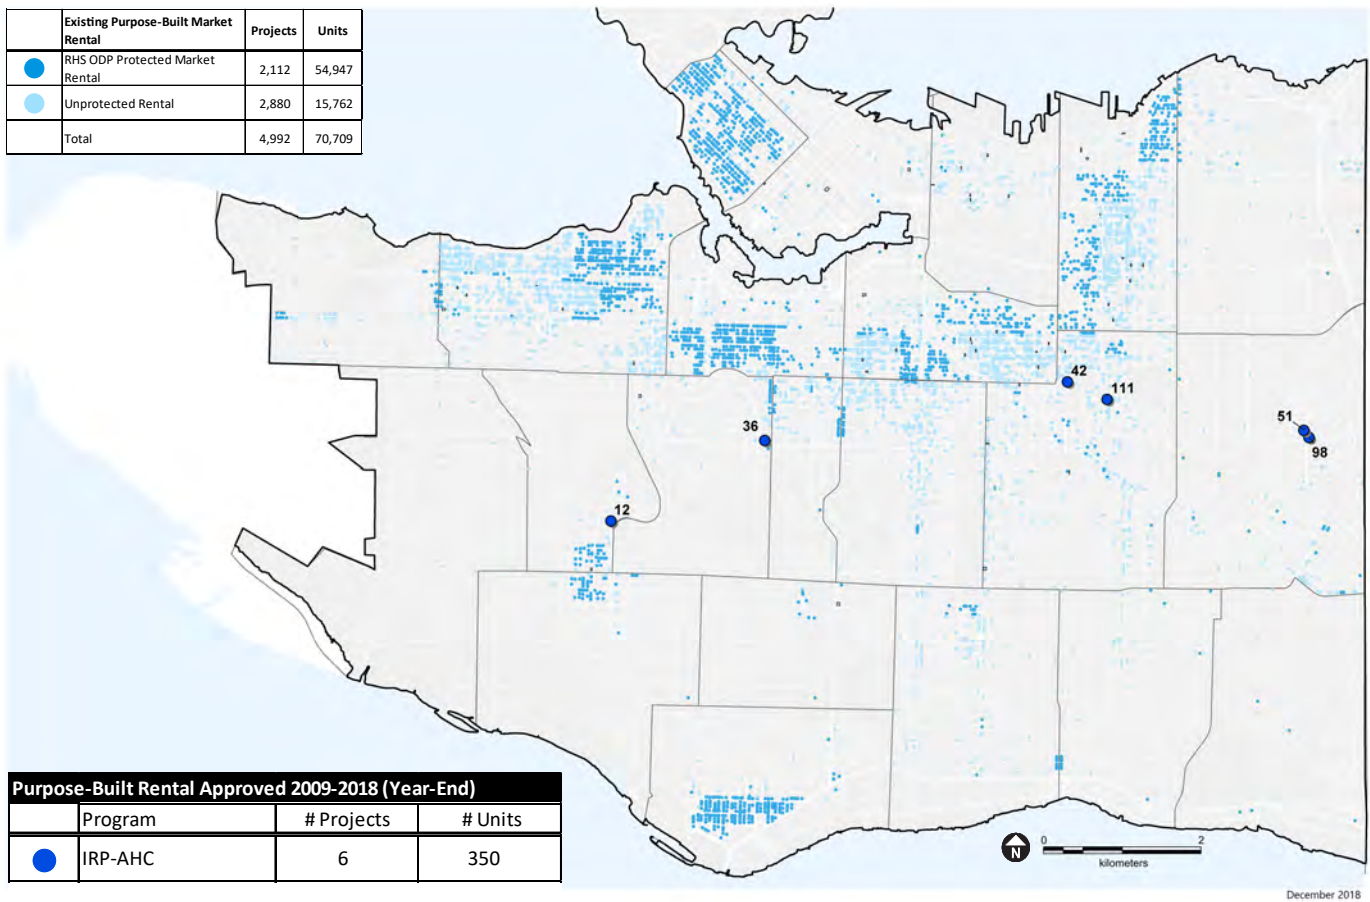 Existing Purpose-Built Market
Rental
Projects
Units
RHS ODP Protected Market
Rental
2,112
54,947
Unprotected Rental
2,880
15,762
Total
4,992
70,709
42
111
36
51
98
12
Purpose-Built Rental Approved 2009-2018 (Year-End)
Program
# Projects
# Units
IRP-AHC
6
350
N
0
2
kilometers
December 2018